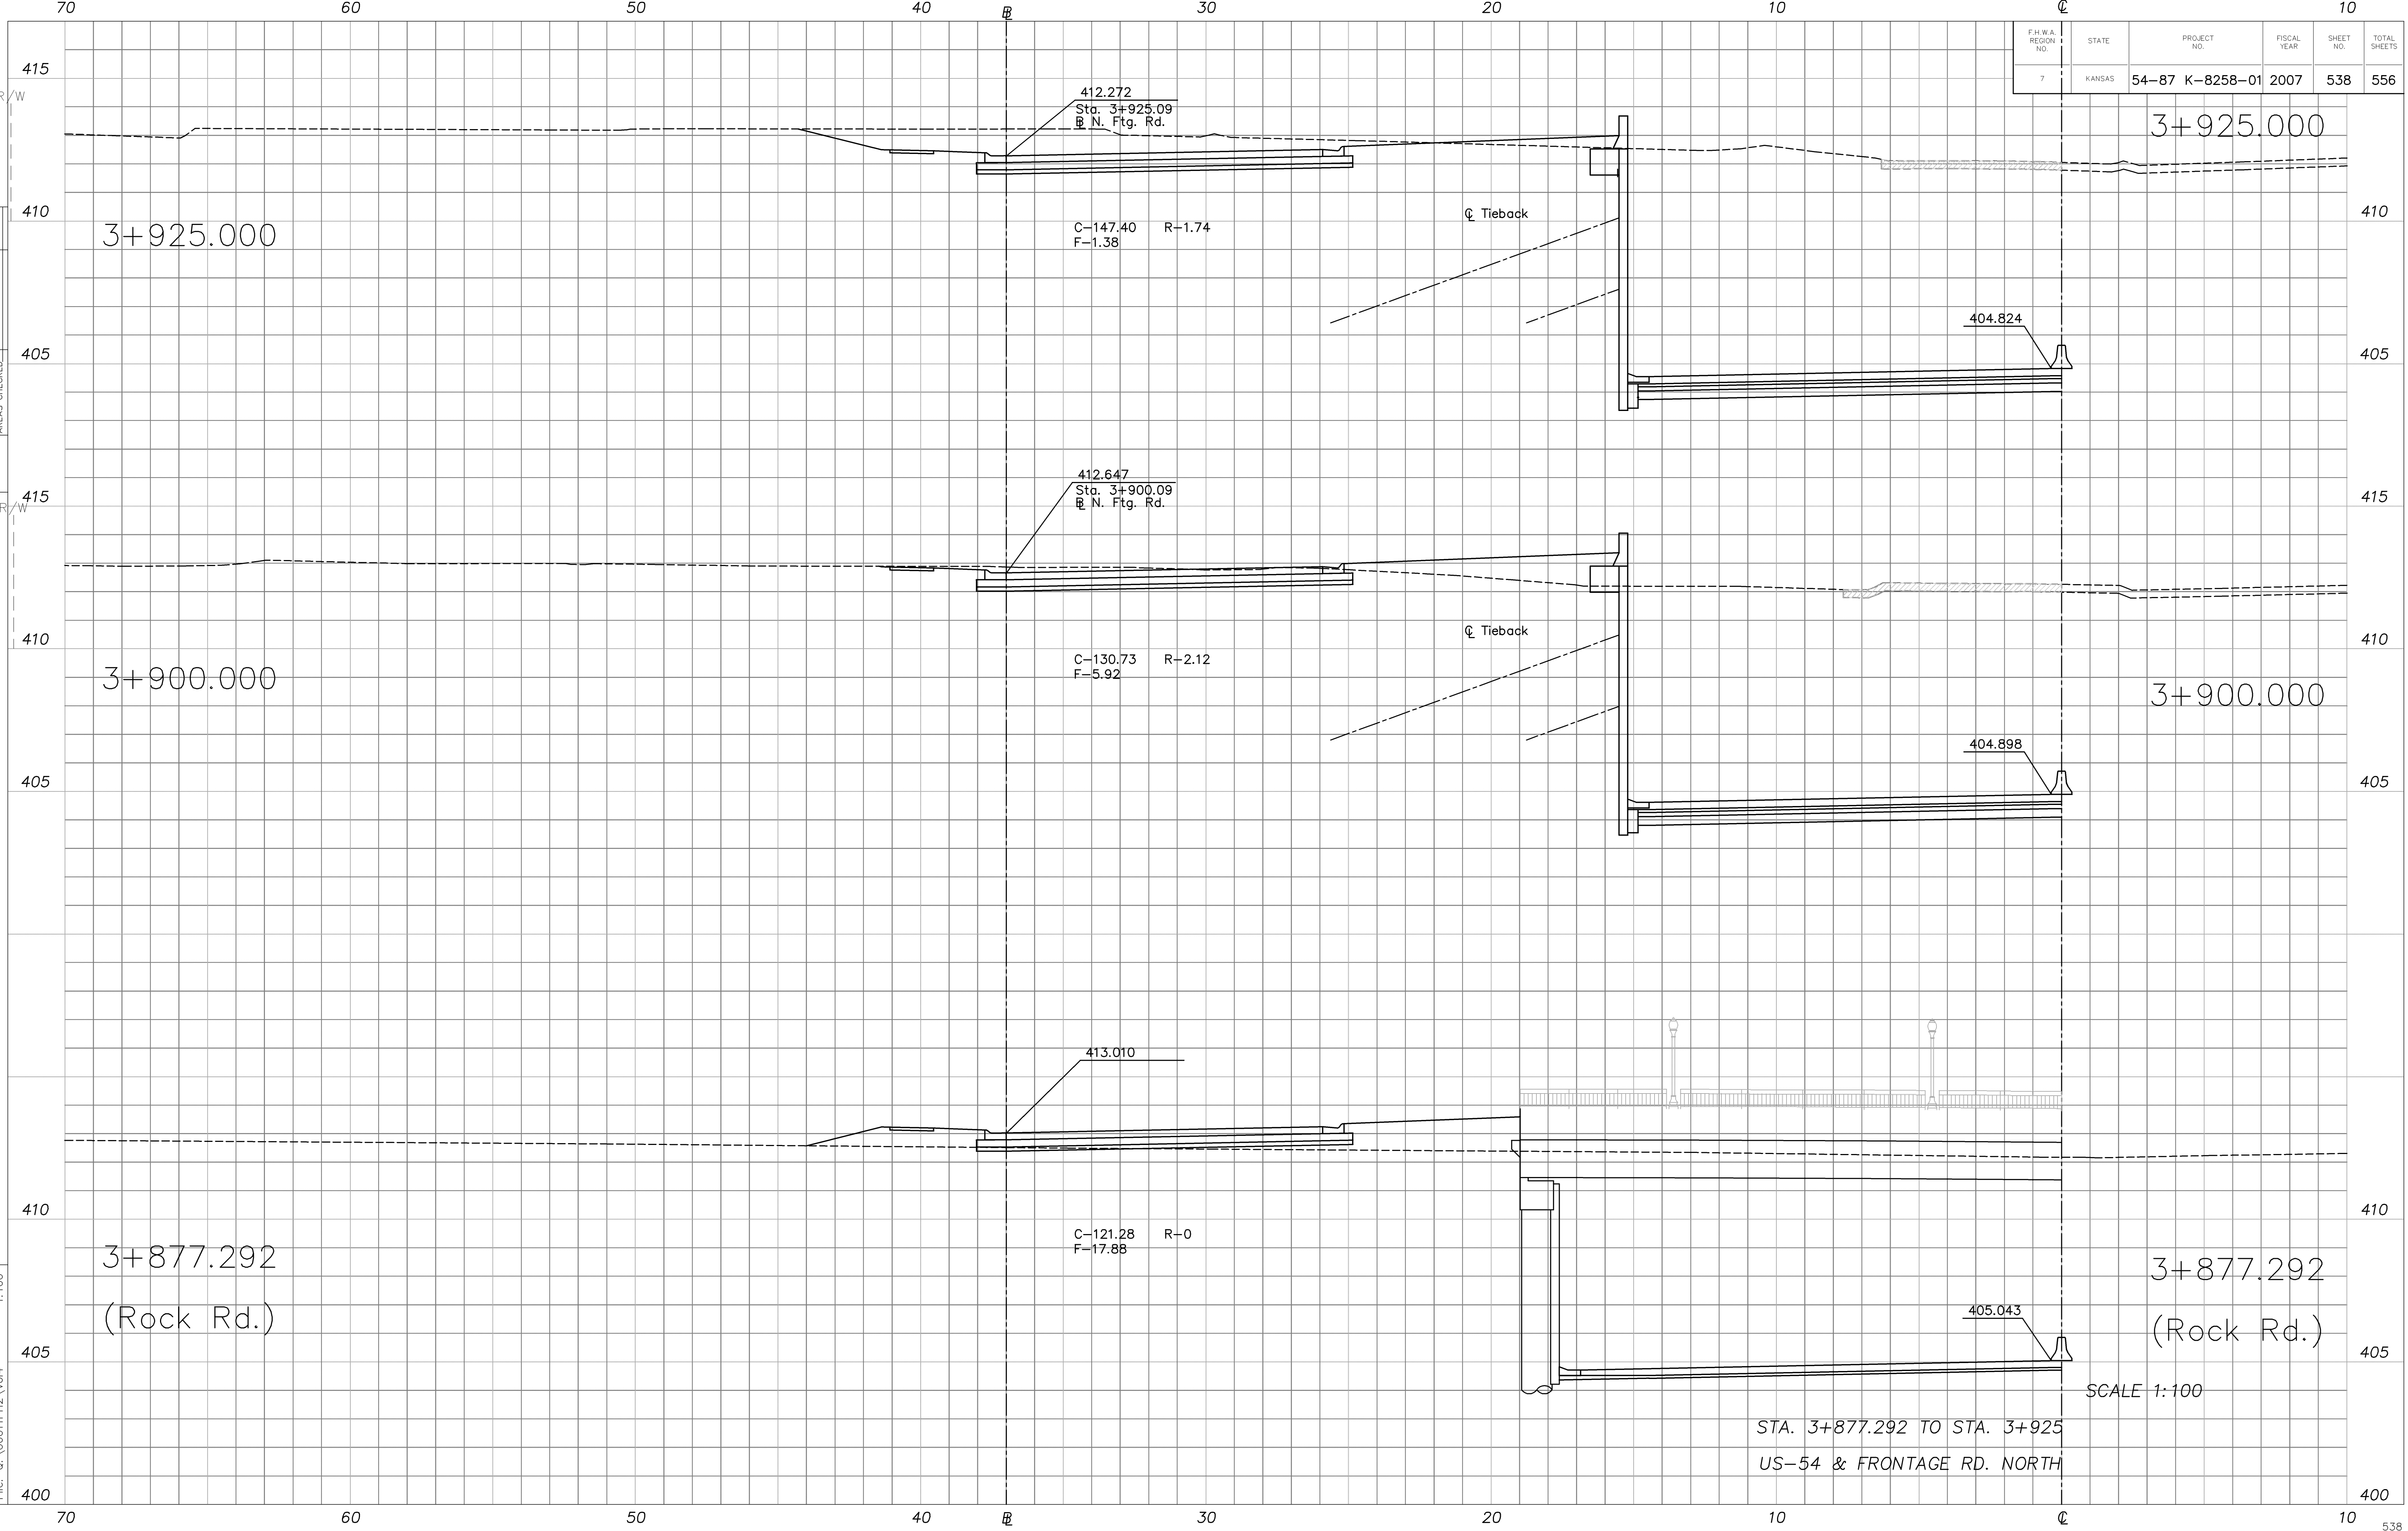 70 60 50 40 ℄ 30 20 10 ℄ 10
F.H.W.A. REGION NO. STATE PROJECT NO. FISCAL YEAR SHEET NO. TOTAL SHEETS
7 KANSAS 54-87 K-8258-01 2007 538 556
415
R/W
412.272
Sta. 3+925.09
℄ N. Ftg. Rd.
3+925.000
410 410
3+925.000
℄ Tieback
C-147.40 R-1.74
F-1.38
404.824
405 405
412.647
Sta. 3+900.09
℄ N. Ftg. Rd.
415 415
R/W
℄ Tieback
410 410
C-130.73 R-2.12
F-5.92
3+900.000
3+900.000
404.898
405 405
413.010
410 410
C-121.28 R-0
F-17.88
3+877.292
(Rock Rd.)
3+877.292
(Rock Rd.)
405.043
405 405
SCALE 1:100
STA. 3+877.292 TO STA. 3+925
US-54 & FRONTAGE RD. NORTH
400 400
70 60 50 40 ℄ 30 20 10 ℄ 10
538